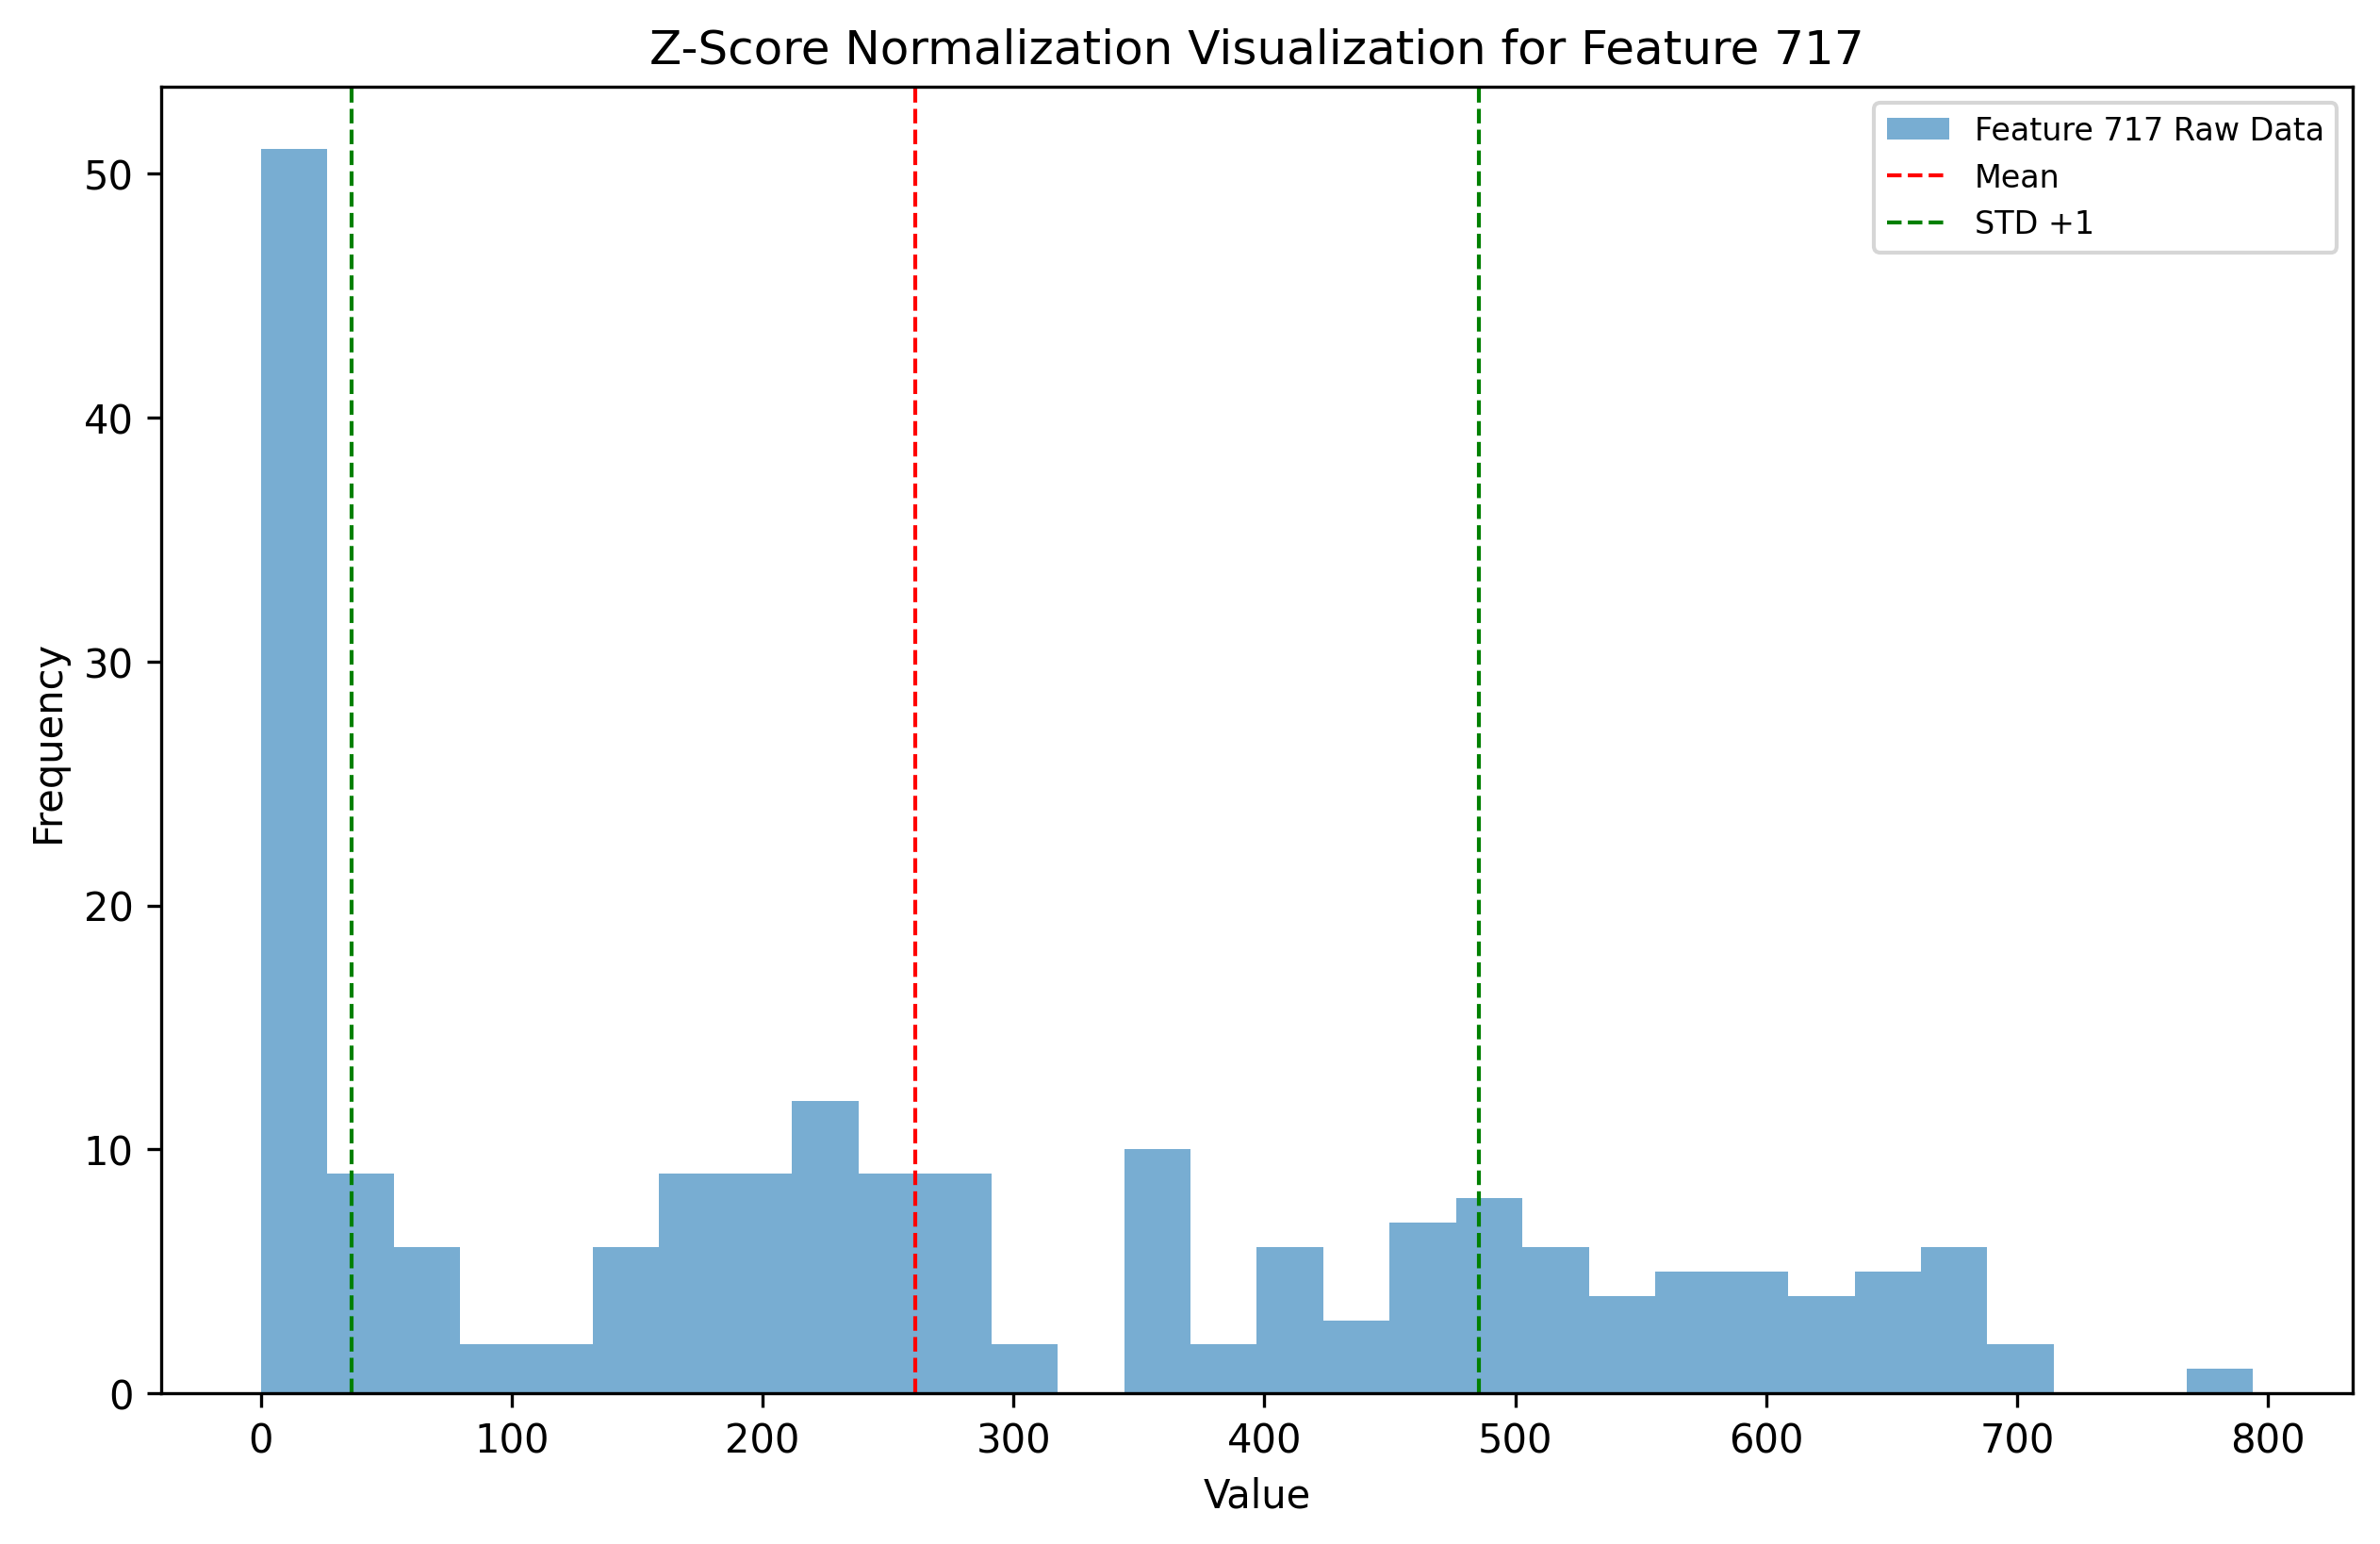 Z-Score Normalization Visualization for Feature 717
Feature 717 Raw Data
Mean
STD +1
50
40
30
20
10
0
Frequency
0 100 200 300 400 500 600 700 800
Value